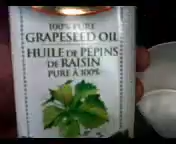 100% PURE
GRAPESEED OIL
HUILE DE PEPINS
DE RAISIN
PURE À 100%